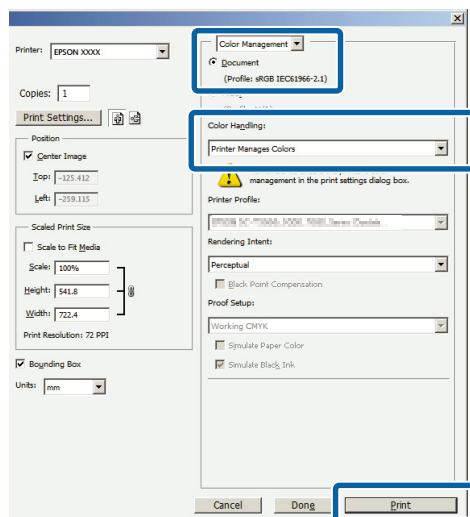 Printer: EPSON XXXX
Copies: 1
Print Settings...
Position
Center Image
Top: -125.412
Left: -259.115
Scaled Print Size
Scale to Fit Media
Scale: 100%
Height: 541.8
Width: 722.4
Print Resolution: 72 PPI
Bounding Box
Units: mm
Color Management
Document
(Profile: sRGB IEC61966-2.1)
Color Handling:
Printer Manages Colors
management in the print settings dialog box.
Printer Profile:
Rendering Intent:
Perceptual
Black Point Compensation
Proof Setup:
Working CMYK
Simulate Paper Color
Simulate Black Ink
Cancel
Done
Print